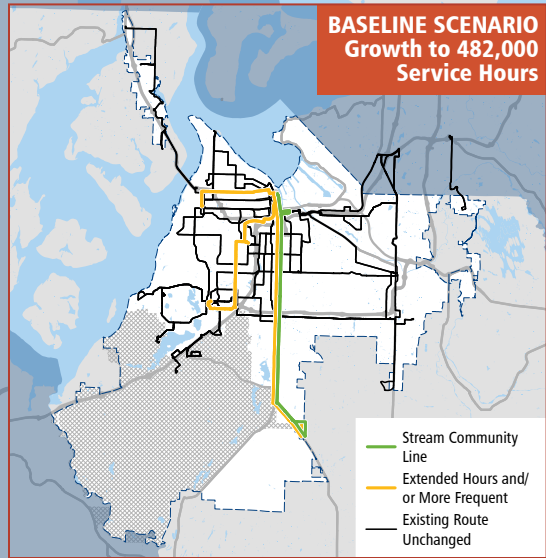 BASELINE SCENARIO
Growth to 482,000
Service Hours
Stream Community
Line
Extended Hours and/
or More Frequent
Existing Route
Unchanged